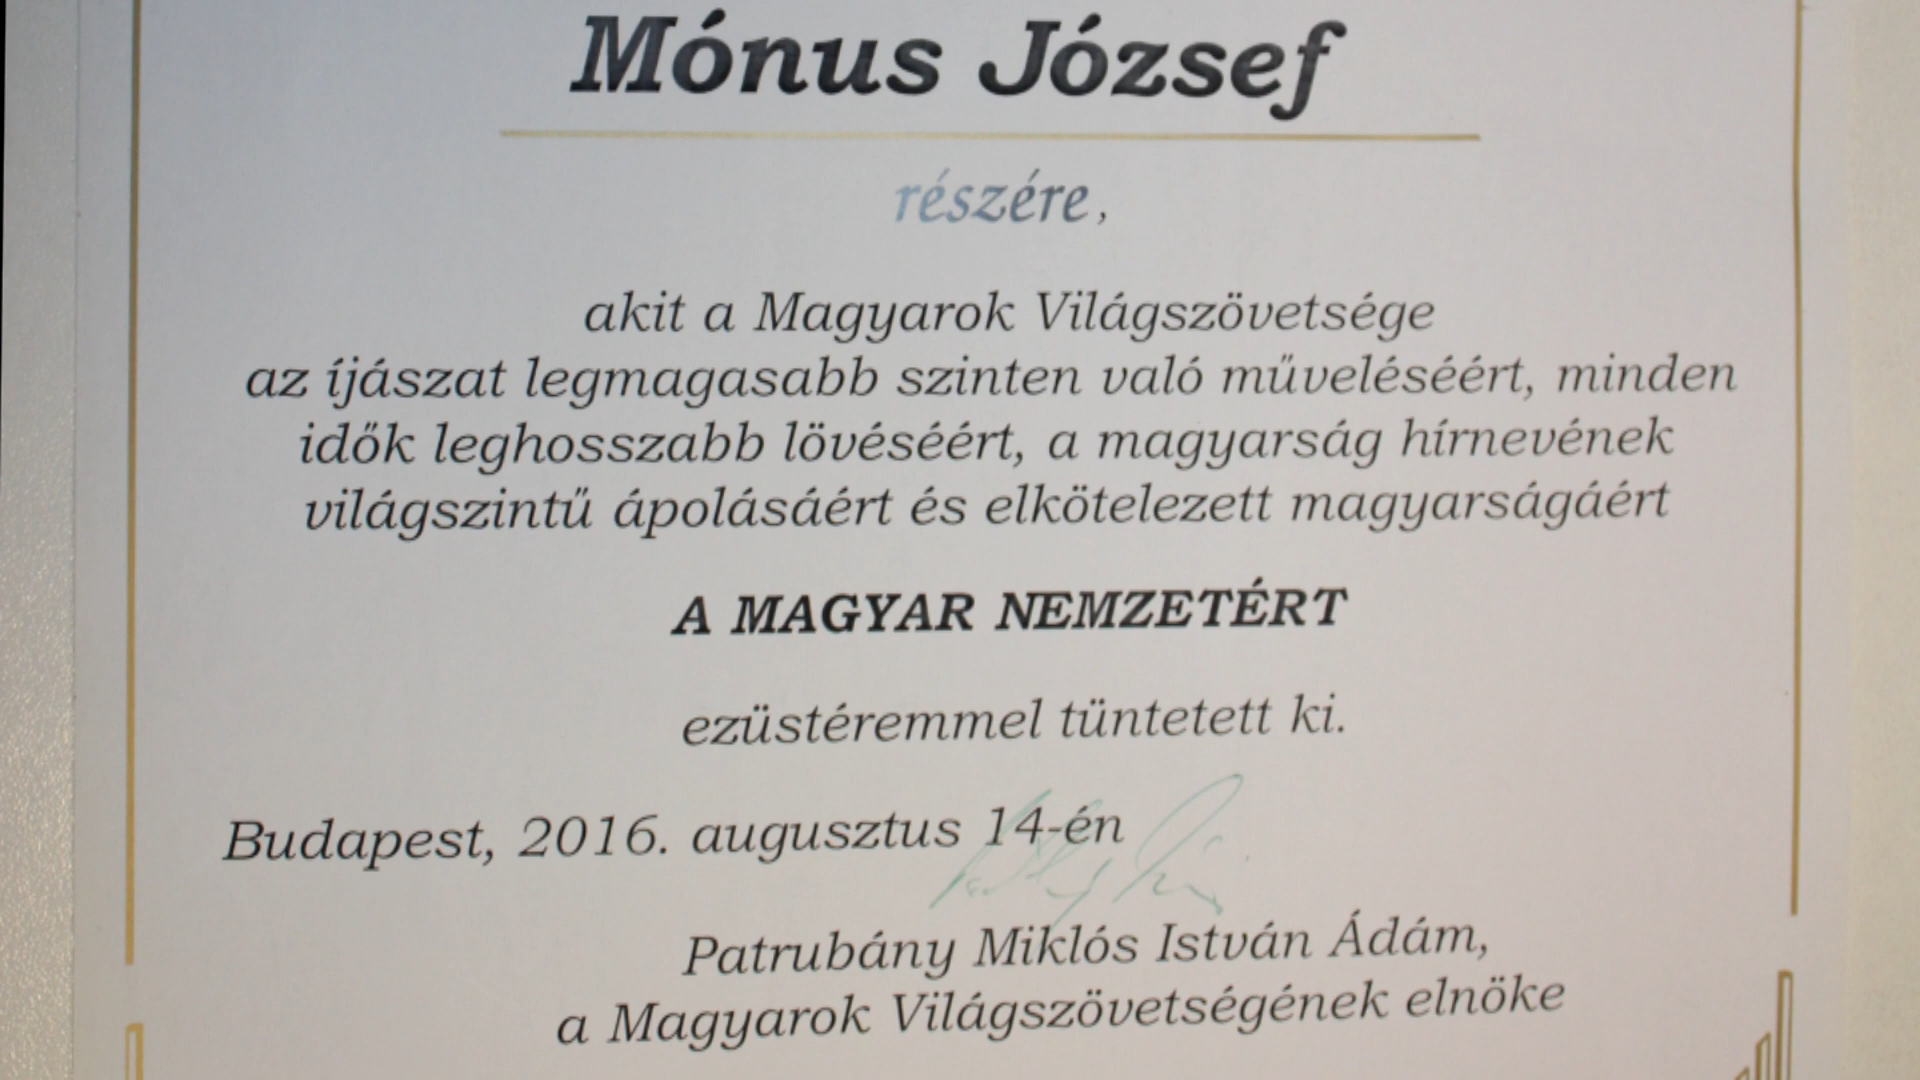 Mónus József
részére,
akit a Magyarok Világszövetsége
az íjászat legmagasabb szinten való műveléséért, minden
idők leghosszabb lövéséért, a magyarság hírnevének
világszintű ápolásáért és elkötelezett magyarságáért
A MAGYAR NEMZETÉRT
ezüstéremmel tüntetett ki.
Budapest, 2016. augusztus 14-én
Patrubány Miklós István Ádám,
a Magyarok Világszövetségének elnöke